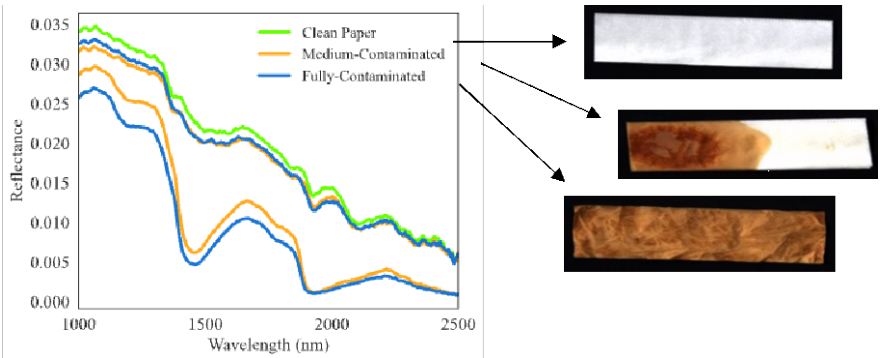 0.035
0.030
0.025
0.020
0.015
0.010
0.005
0.000
Reflectance
Clean Paper
Medium-Contaminated
Fully-Contaminated
1000 1500 2000 2500
Wavelength (nm)